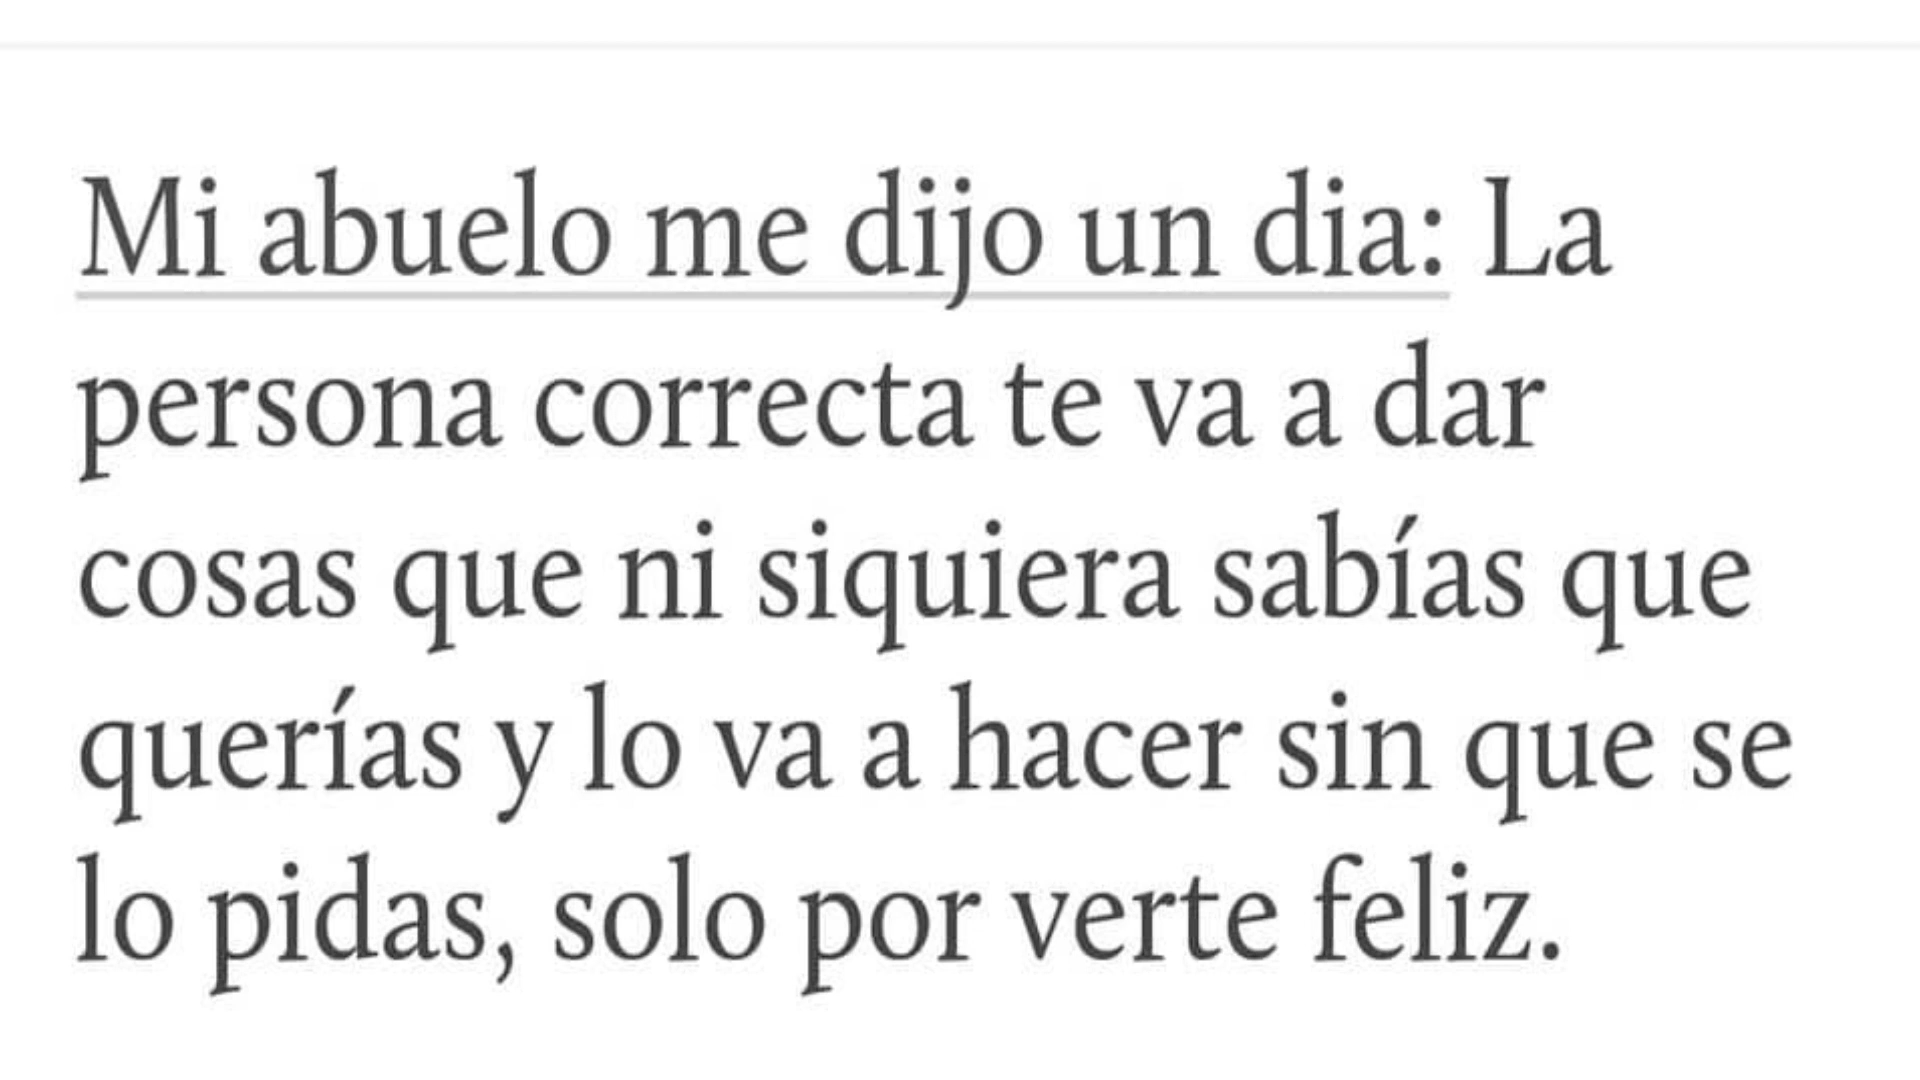 Mi abuelo me dijo un dia: La
persona correcta te va a dar
cosas que ni siquiera sabías que
querías y lo va a hacer sin que se
lo pidas, solo por verte feliz.